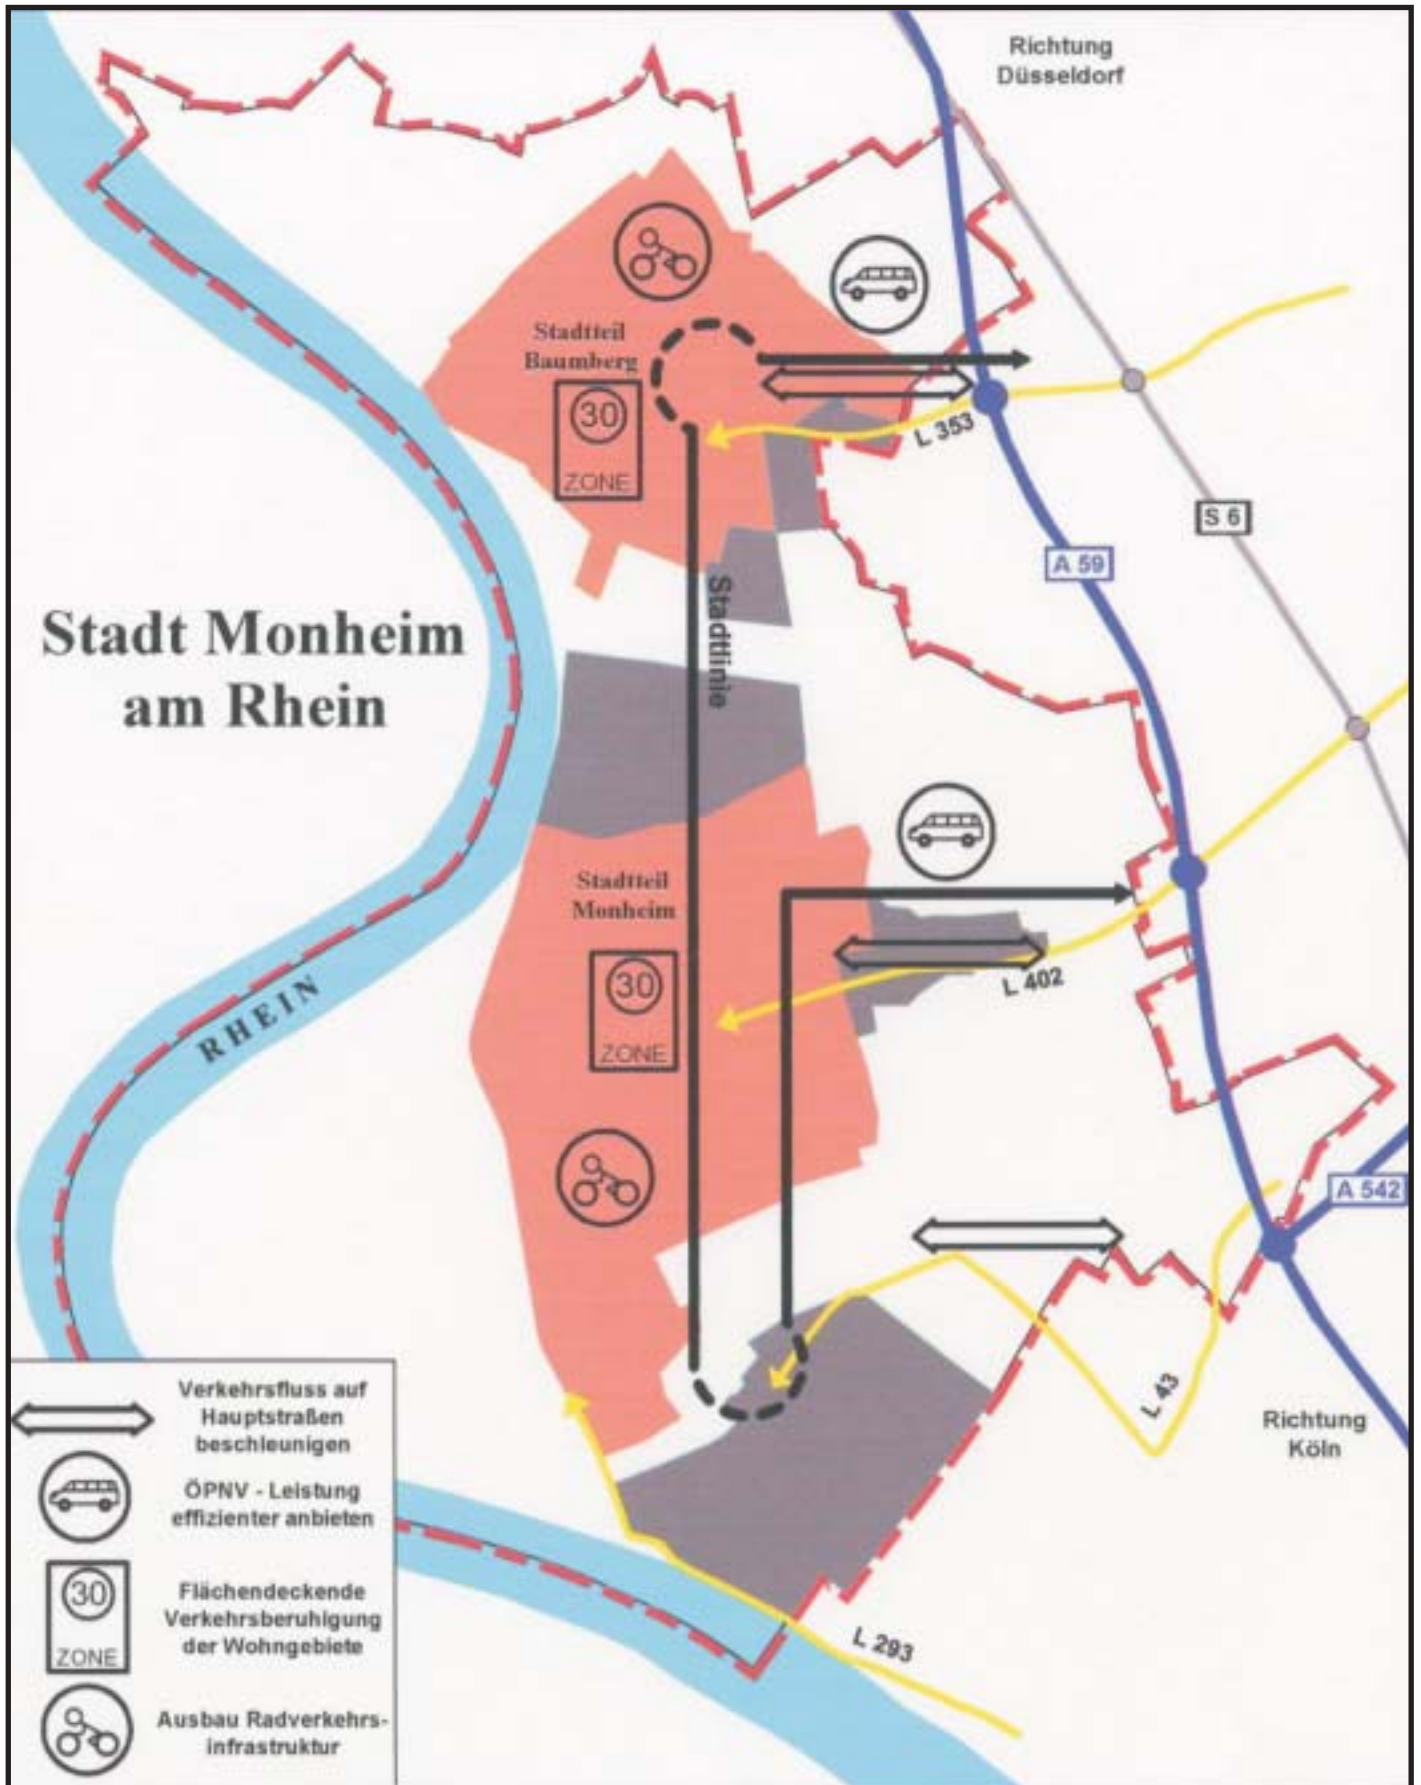 Richtung
Düsseldorf
Stadtteil
Baumberg
30
ZONE
L 353
S 6
A 59
Stadtlinie
Stadt Monheim
am Rhein
Stadtteil
Monheim
30
ZONE
L 402
RHEIN
A 542
L 43
Richtung
Köln
L 293
Verkehrsfluss auf
Hauptstraßen
beschleunigen
ÖPNV - Leistung
effizienter anbieten
30
ZONE
Flächendeckende
Verkehrsberuhigung
der Wohngebiete
Ausbau Radverkehrs-
infrastruktur